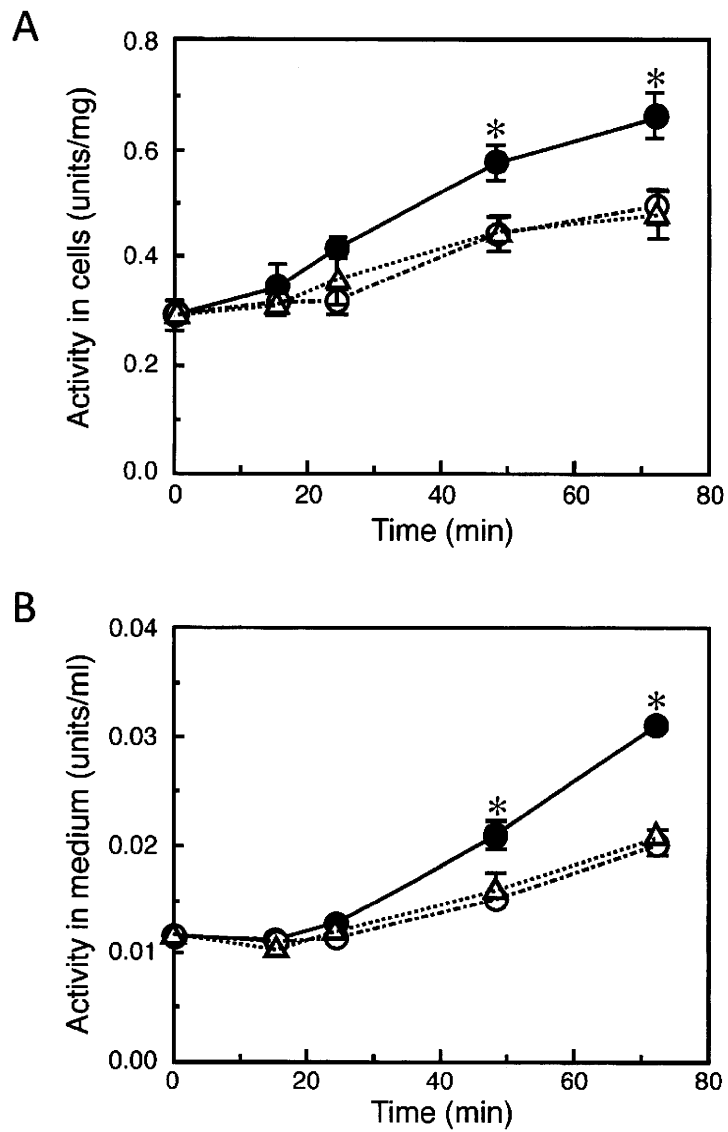 A
0.8
0.6
0.4
0.2
0.0
Activity in cells (units/mg)
* *
0 20 40 60 80
Time (min)
B
0.04
0.03
0.02
0.01
0.00
Activity in medium (units/ml)
* *
0 20 40 60 80
Time (min)